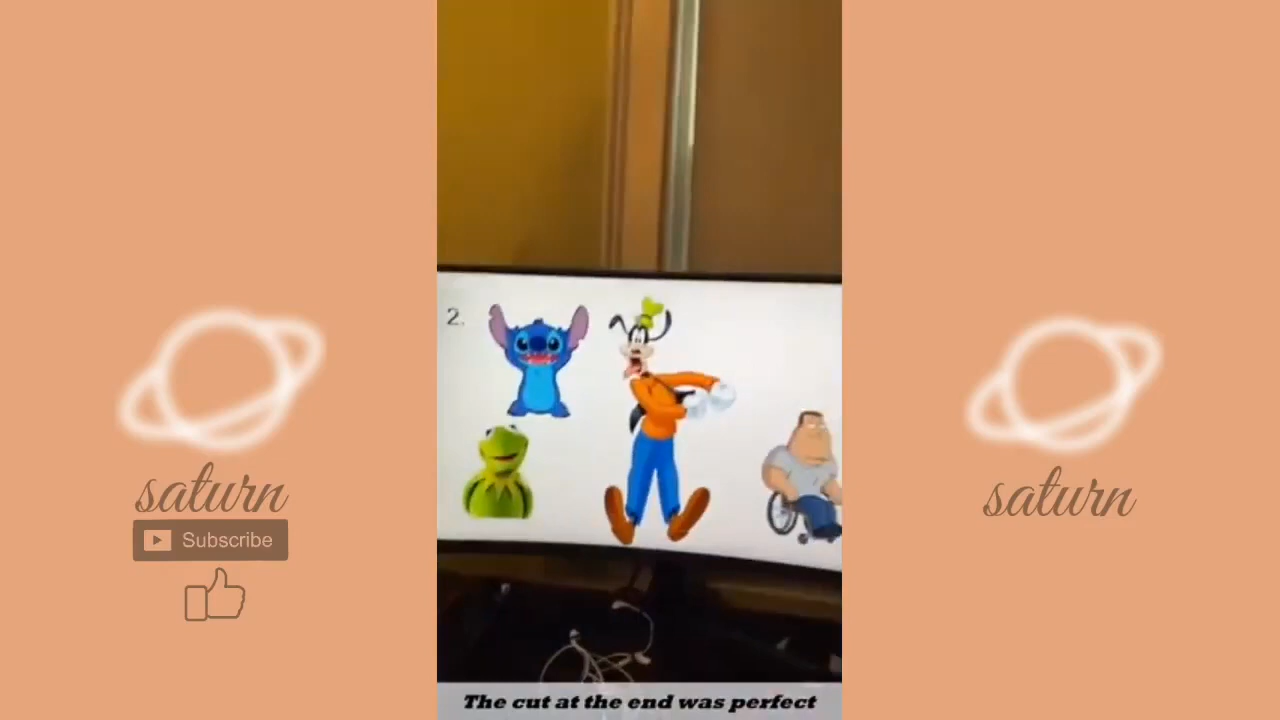 2.
saturn
Subscribe
saturn
The cut at the end was perfect